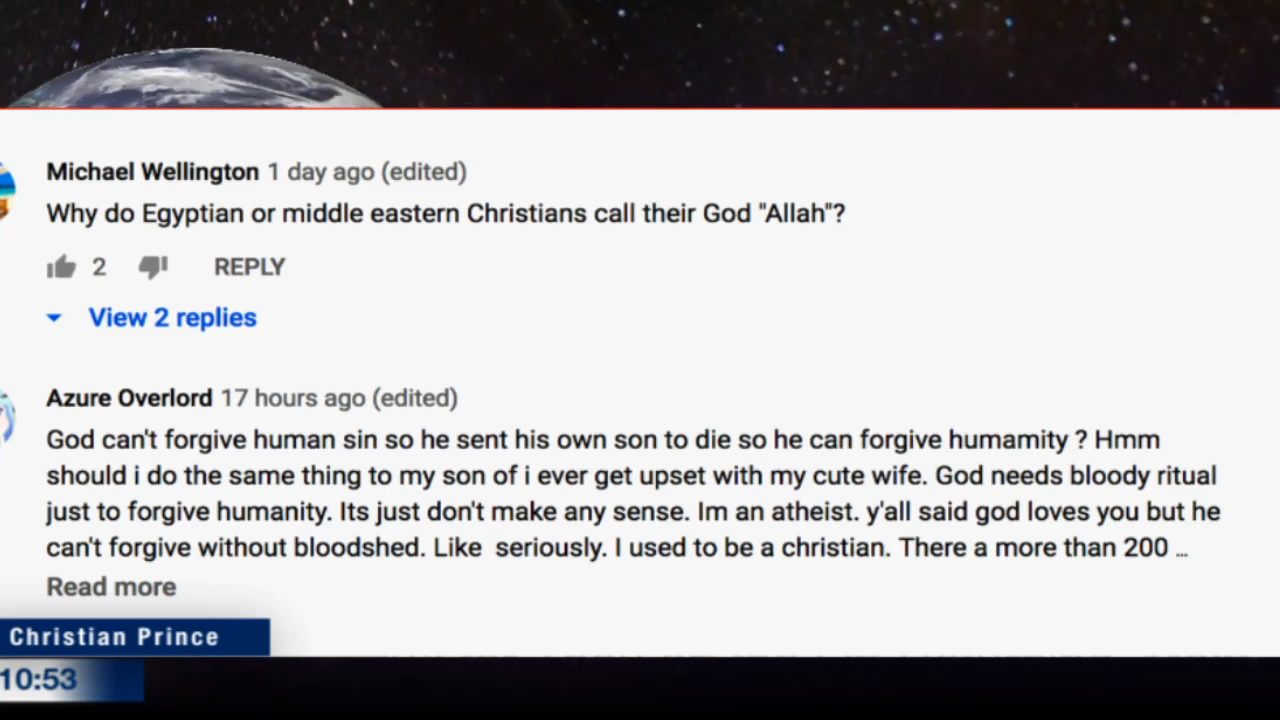 Michael Wellington 1 day ago (edited)
Why do Egyptian or middle eastern Christians call their God "Allah"?
2 REPLY
View 2 replies
Azure Overlord 17 hours ago (edited)
God can't forgive human sin so he sent his own son to die so he can forgive humamity ? Hmm
should i do the same thing to my son of i ever get upset with my cute wife. God needs bloody ritual
just to forgive humanity. Its just don't make any sense. Im an atheist. y'all said god loves you but he
can't forgive without bloodshed. Like  seriously. I used to be a christian. There a more than 200 ...
Read more
Christian Prince
10:53